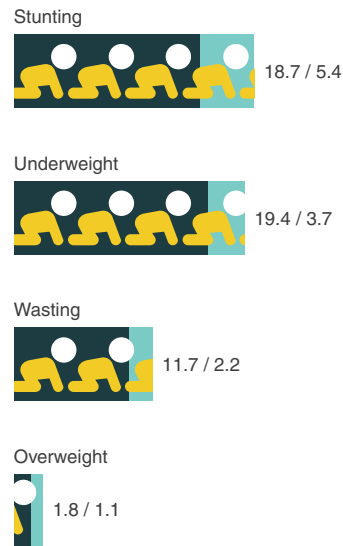 Stunting
18.7 / 5.4
Underweight
19.4 / 3.7
Wasting
11.7 / 2.2
Overweight
1.8 / 1.1